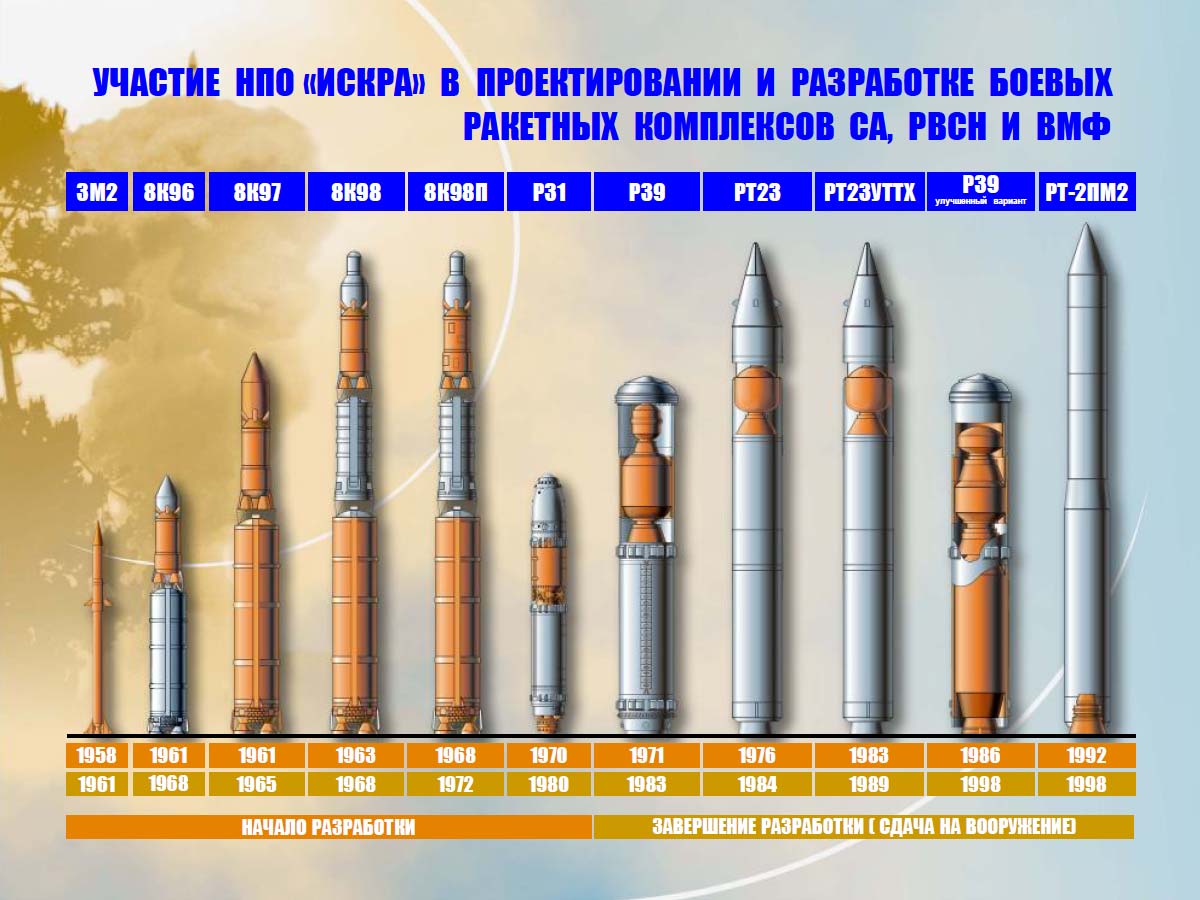 УЧАСТИЕ НПО «ИСКРА» В ПРОЕКТИРОВАНИИ И РАЗРАБОТКЕ БОЕВЫХ
РАКЕТНЫХ КОМПЛЕКСОВ СА, РВСН И ВМФ
3М2 8К96 8К97 8К98 8К98П Р31 Р39 РТ23 РТ23УТТХ Р39 РТ-2ПМ2
улучшенный вариант
1958 1961 1961 1963 1968 1970 1971 1976 1983 1986 1992
1961 1968 1965 1968 1972 1980 1983 1984 1989 1998 1998
НАЧАЛО РАЗРАБОТКИ ЗАВЕРШЕНИЕ РАЗРАБОТКИ ( СДАЧА НА ВООРУЖЕНИЕ)